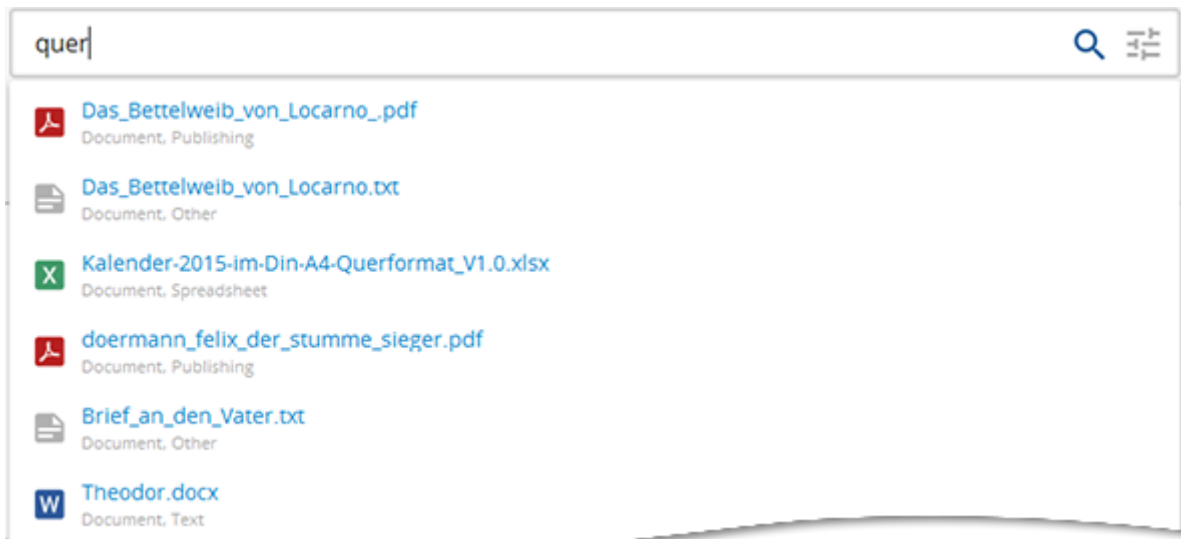 quer
Das_Bettelweib_von_Locarno_.pdf
Document, Publishing
Das_Bettelweib_von_Locarno.txt
Document, Other
Kalender-2015-im-Din-A4-Querformat_V1.0.xlsx
Document, Spreadsheet
doermann_felix_der_stumme_sieger.pdf
Document, Publishing
Brief_an_den_Vater.txt
Document, Other
Theodor.docx
Document, Text